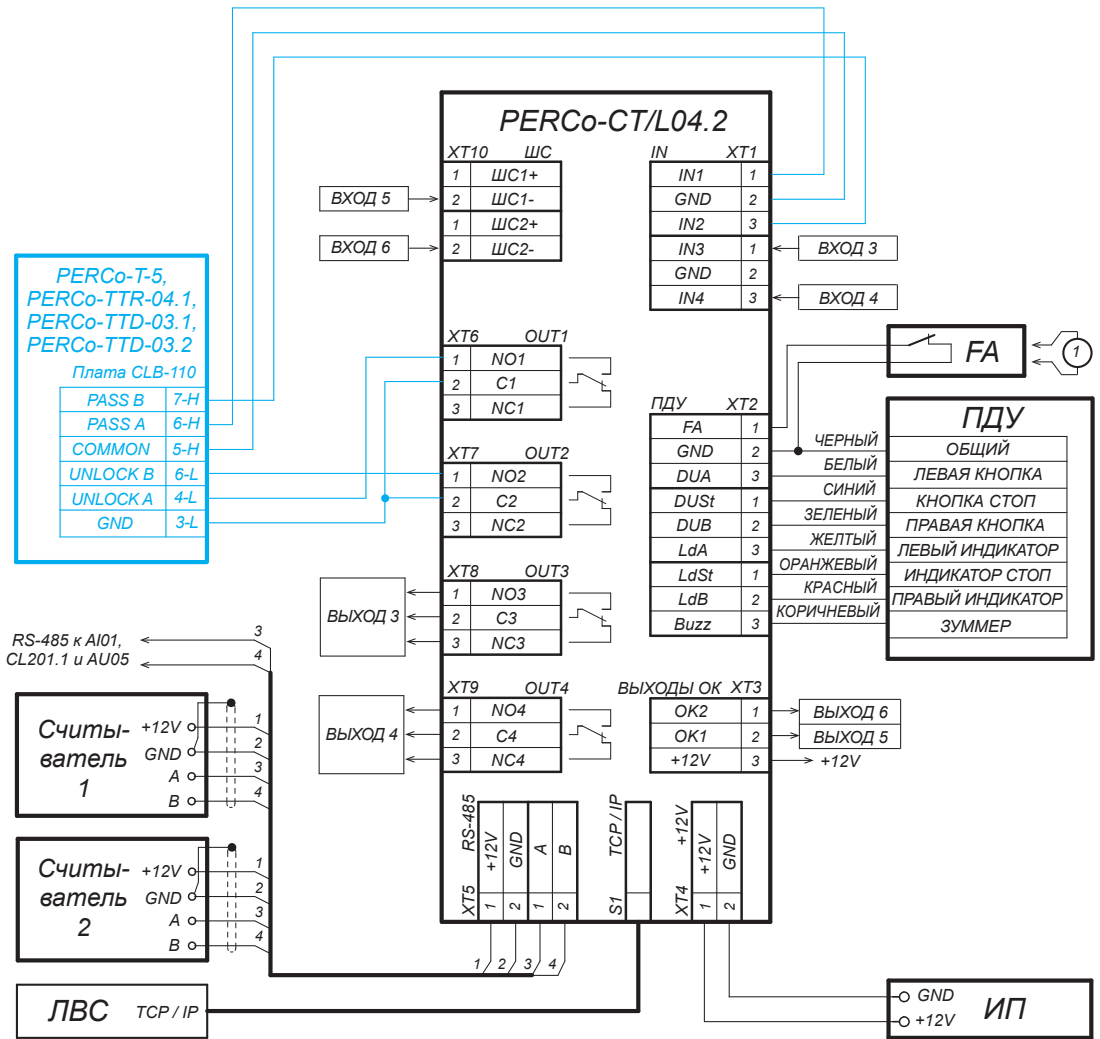 PERCo-CT/L04.2
XT10 ШС
1 ШС1+
2 ШС1-
1 ШС2+
2 ШС2-
ВХОД 5
ВХОД 6
IN XT1
IN1 1
GND 2
IN2 3
IN3 1
GND 2
IN4 3
ВХОД 3
ВХОД 4
PERCo-T-5,
PERCo-TTR-04.1,
PERCo-TTD-03.1,
PERCo-TTD-03.2
Плата CLB-110
PASS B 7-H
PASS A 6-H
COMMON 5-H
UNLOCK B 6-L
UNLOCK A 4-L
GND 3-L
XT6 OUT1
1 NO1
2 C1
3 NC1
XT7 OUT2
1 NO2
2 C2
3 NC2
XT8 OUT3
1 NO3
2 C3
3 NC3
ВЫХОД 3
XT9 OUT4
1 NO4
2 C4
3 NC4
ВЫХОД 4
FA
1
ПДУ XT2
FA 1
GND 2
DUA 3
DUSt 1
DUB 2
LdA 3
LdSt 1
LdB 2
Buzz 3
ЧЕРНЫЙ
БЕЛЫЙ
СИНИЙ
ЗЕЛЕНЫЙ
ЖЕЛТЫЙ
ОРАНЖЕВЫЙ
КРАСНЫЙ
КОРИЧНЕВЫЙ
ПДУ
ОБЩИЙ
ЛЕВАЯ КНОПКА
КНОПКА СТОП
ПРАВАЯ КНОПКА
ЛЕВЫЙ ИНДИКАТОР
ИНДИКАТОР СТОП
ПРАВЫЙ ИНДИКАТОР
ЗУММЕР
ВЫХОДЫ ОК XT3
OK2 1
OK1 2
+12V 3
ВЫХОД 6
ВЫХОД 5
+12V
RS-485 к AI01,
CL201.1 и AU05
3
4
Считы-
ватель
1
+12V 1
GND 2
A 3
B 4
Считы-
ватель
2
+12V 1
GND 2
A 3
B 4
XT5 RS-485
1 +12V
2 GND
1 A
2 B
1 2 3 4
S1 TCP / IP
XT4 +12V
1 +12V
2 GND
ЛВС TCP / IP
GND
+12V
ИП